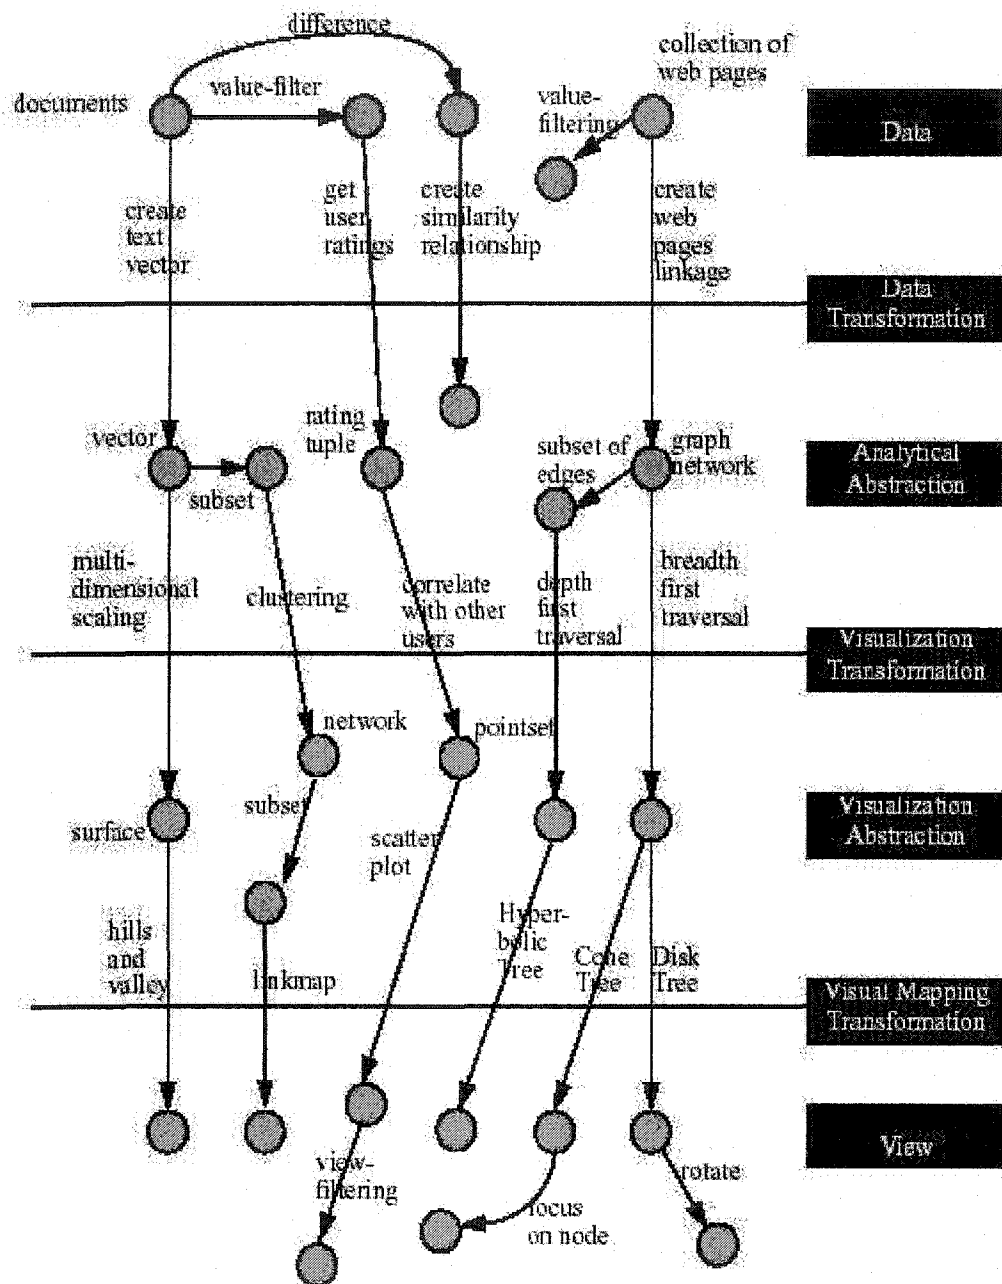 difference
collection of
web pages
documents
value-filter
value-
filtering
Data
create
text
vector
get
user
ratings
create
similarity
relationship
create
web
pages
linkage
Data
Transformation
vector
subset
rating
tuple
subset of
edges
graph
network
Analytical
Abstraction
multi-
dimensional
scaling
clustering
correlate
with other
users
depth
first
traversal
breadth
first
traversal
Visualization
Transformation
network
pointset
surface
subset
scatter
plot
Visualization
Abstraction
hills
and
valley
linkmap
Hyper-
bolic
Tree
Cone
Tree
Disk
Tree
Visual Mapping
Transformation
view-
filtering
focus
on node
rotate
View